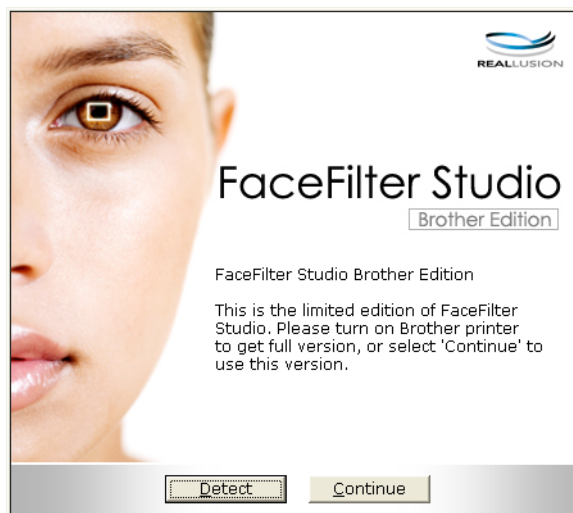 REALLUSION
FaceFilter Studio
Brother Edition
FaceFilter Studio Brother Edition
This is the limited edition of FaceFilter
Studio. Please turn on Brother printer
to get full version, or select 'Continue' to
use this version.
Detect
Continue